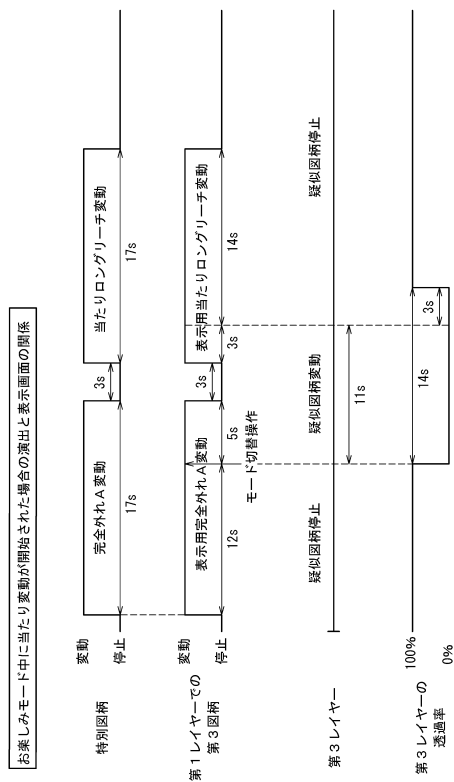 お楽しみモード中に当たり変動が開始された場合の演出と表示画面の関係
特別図柄
変動
停止
完全外れA変動
17s
3s
当たりロングリーチ変動
17s
第1レイヤーでの
第3図柄
変動
停止
表示用完全外れA変動
12s
5s
モード切替操作
3s
表示用当たりロングリーチ変動
3s
14s
第3レイヤー
疑似図柄停止
疑似図柄変動
11s
疑似図柄停止
第3レイヤーの
透過率
100%
0%
14s
3s